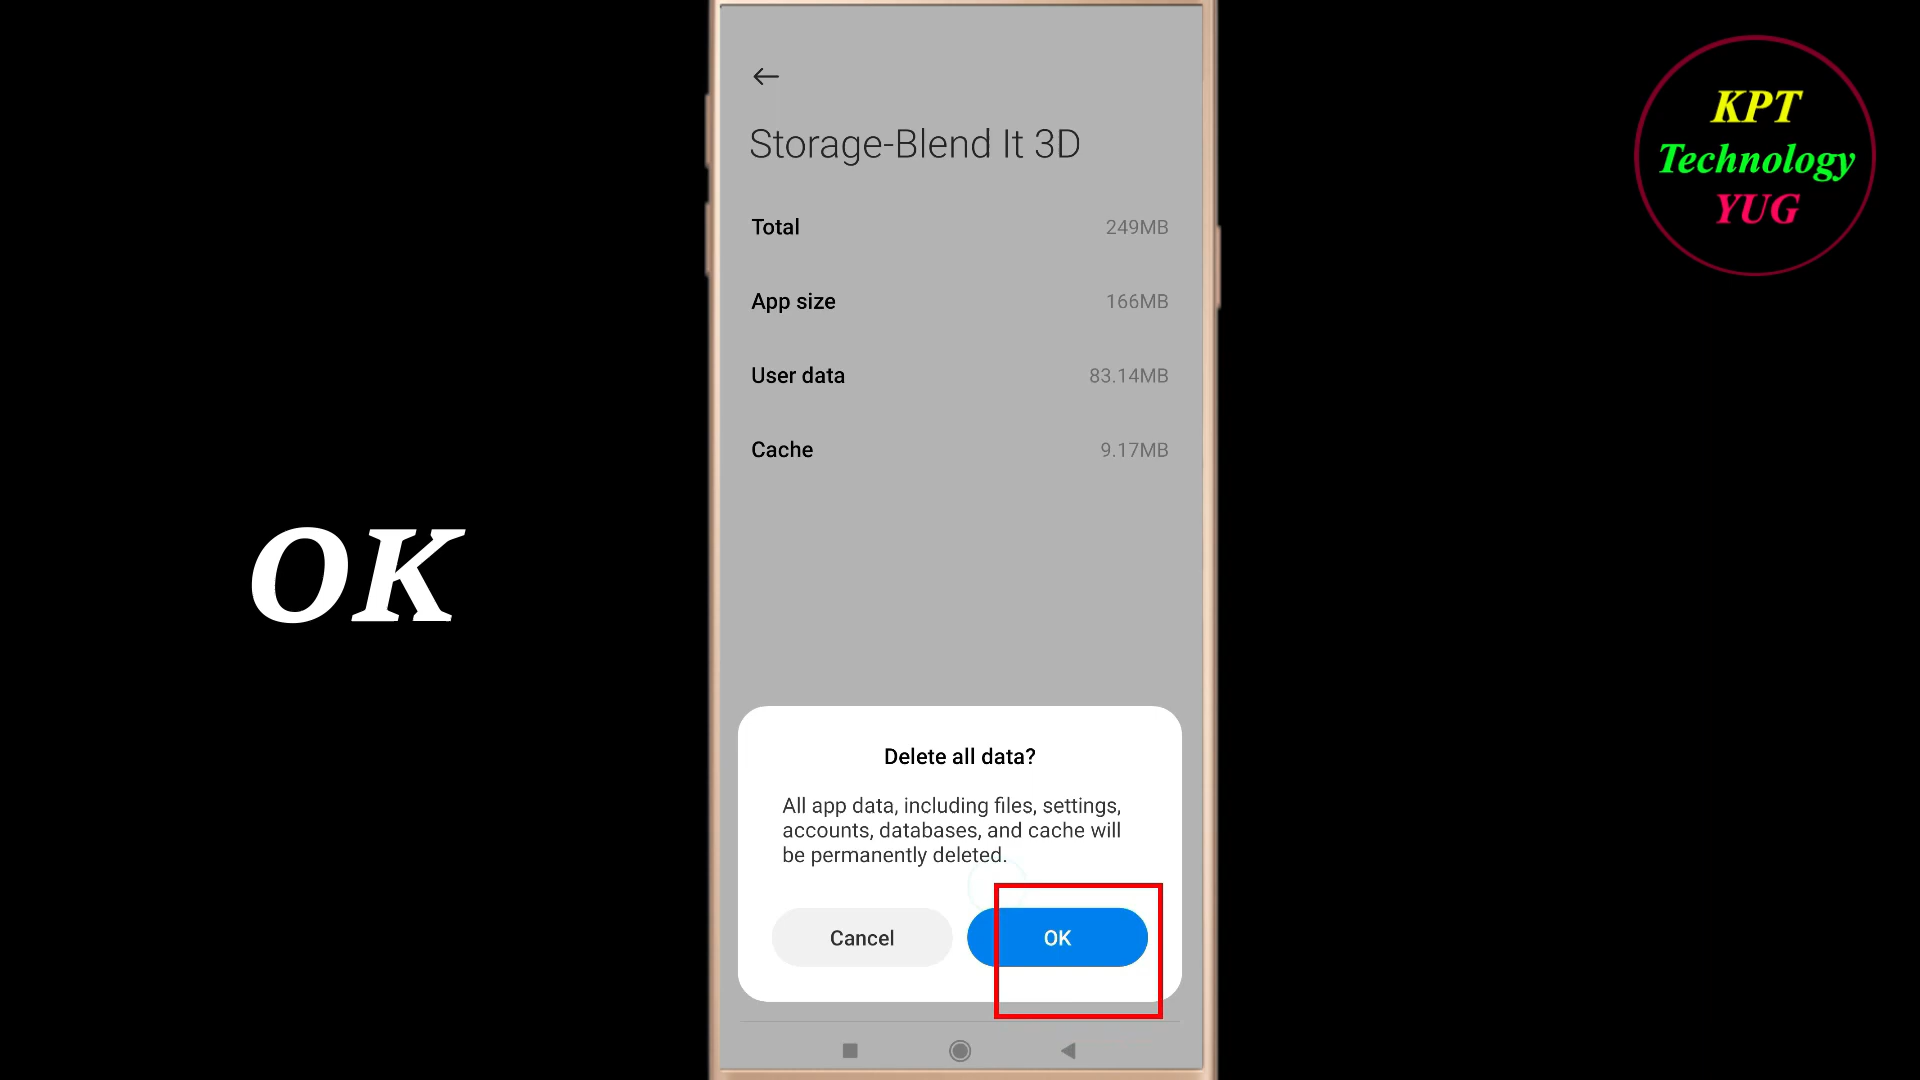 KPT
Technology
YUG
Storage-Blend It 3D
Total 249MB
App size 166MB
User data 83.14MB
Cache 9.17MB
OK
Delete all data?
All app data, including files, settings,
accounts, databases, and cache will
be permanently deleted.
Cancel OK